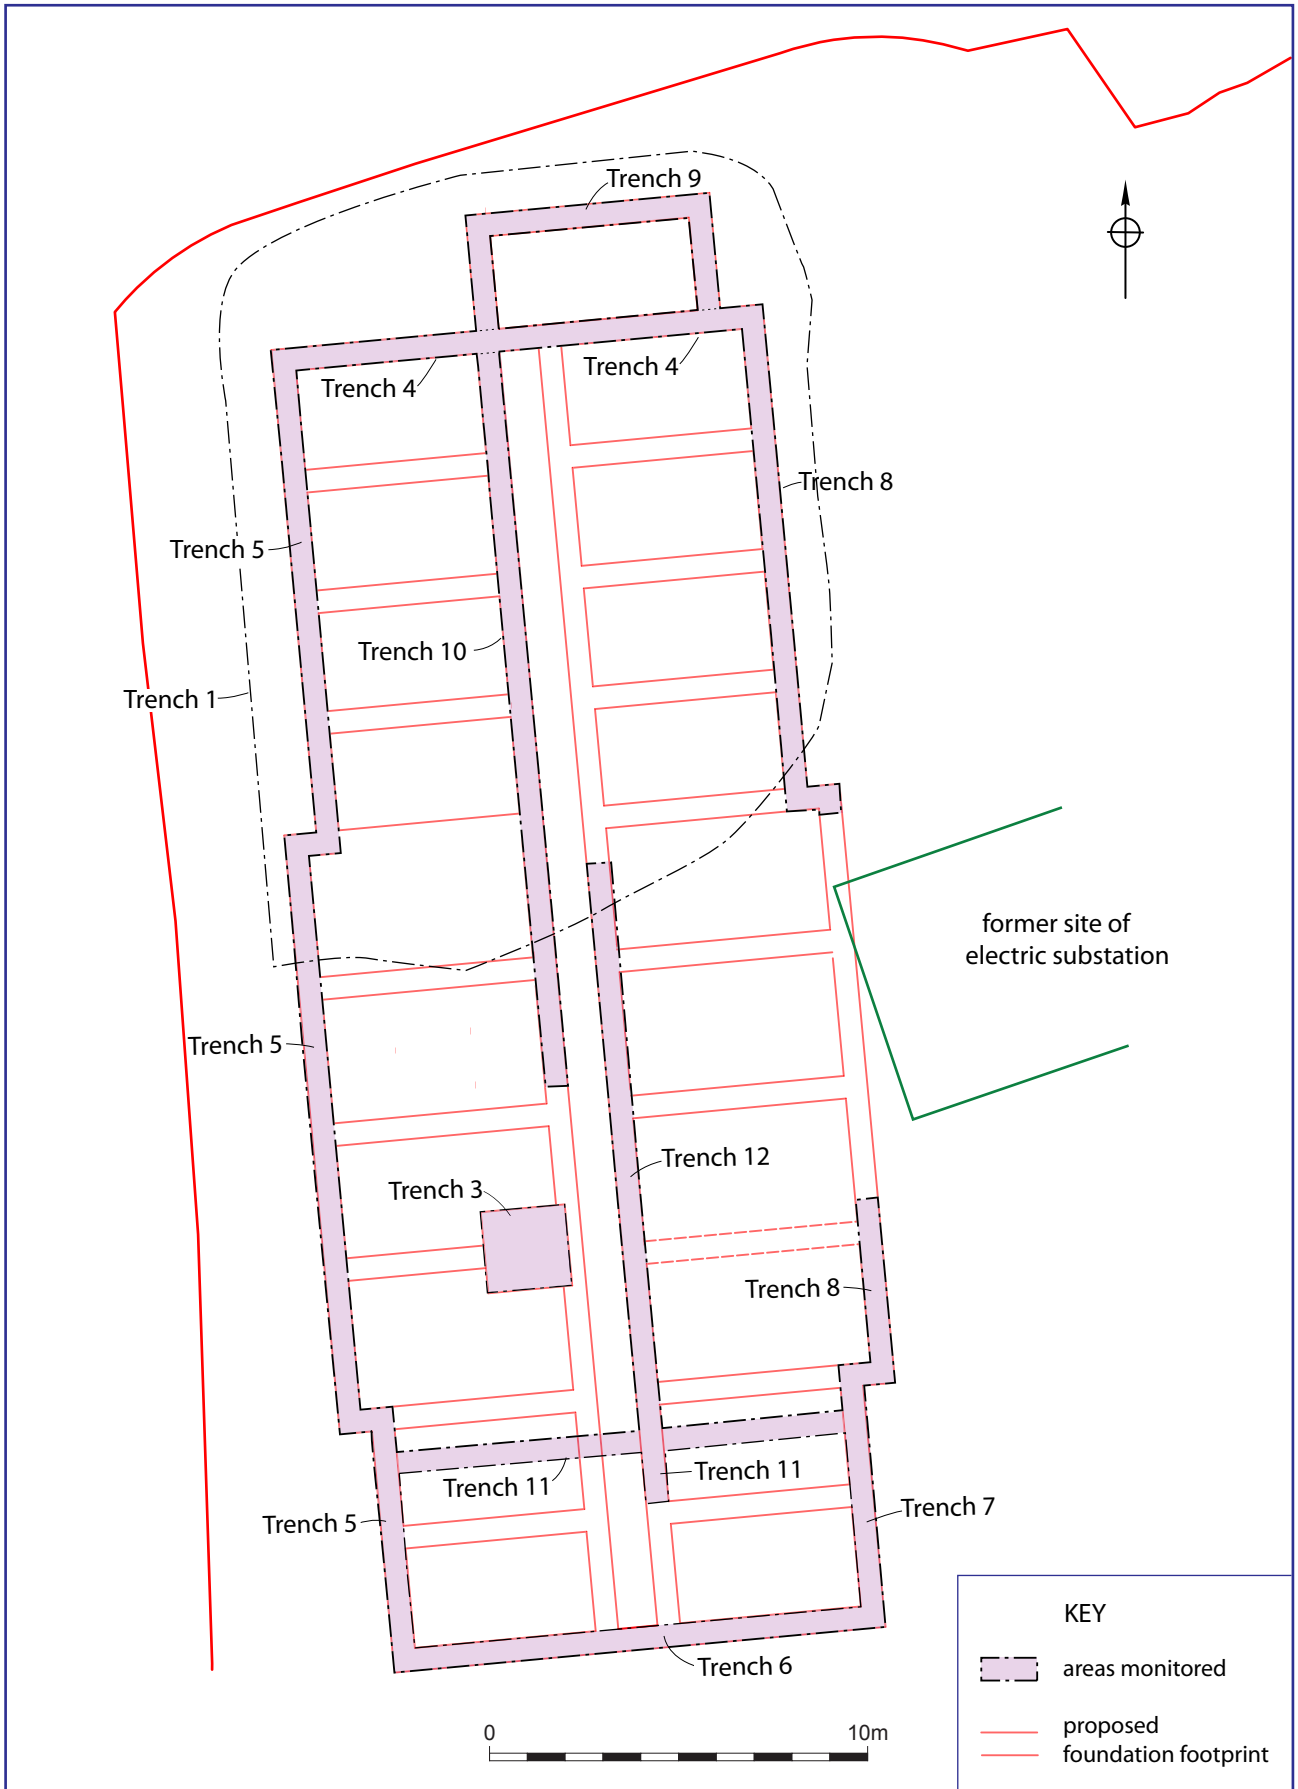 Trench 9
Trench 4
Trench 4
Trench 8
Trench 5
Trench 10
Trench 1
former site of
electric substation
Trench 5
Trench 12
Trench 3
Trench 8
Trench 11
Trench 11
Trench 7
Trench 5
Trench 6
KEY
areas monitored
proposed
foundation footprint
0 10m